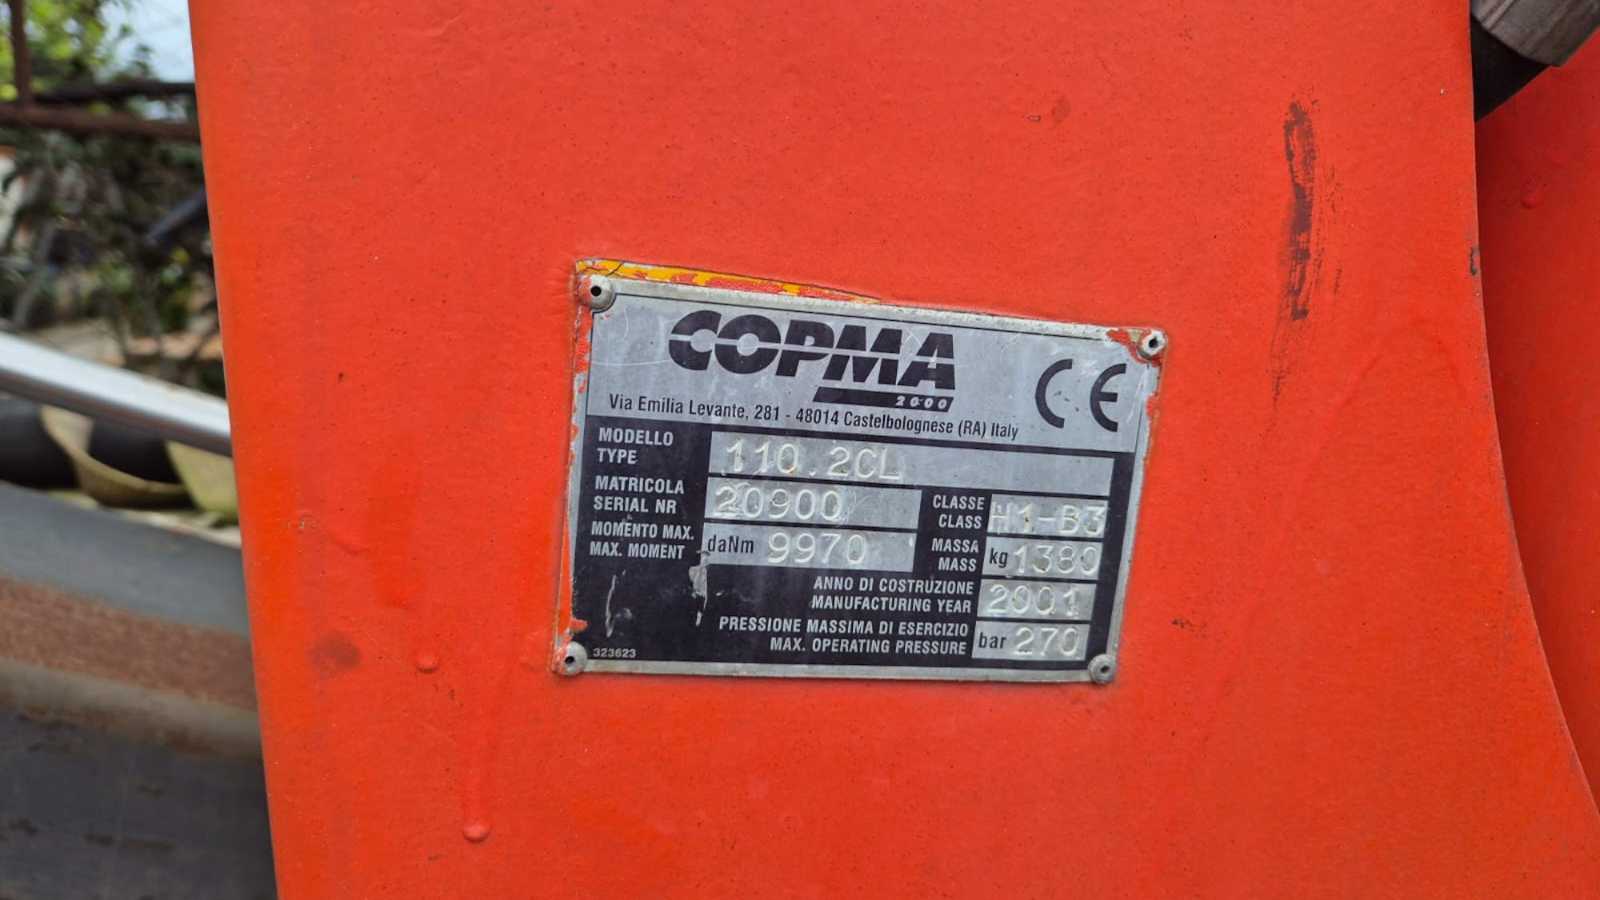 COPMA
2000
CE
Via Emilia Levante, 281 - 48014 Castelbolognese (RA) Italy
MODELLO
TYPE 110.2CL
MATRICOLA
SERIAL NR 20900
CLASSE
CLASS H1-B3
MOMENTO MAX.
MAX. MOMENT daNm 9970
MASSA
MASS kg 1380
ANNO DI COSTRUZIONE
MANUFACTURING YEAR 2001
PRESSIONE MASSIMA DI ESERCIZIO
MAX. OPERATING PRESSURE bar 270
323623